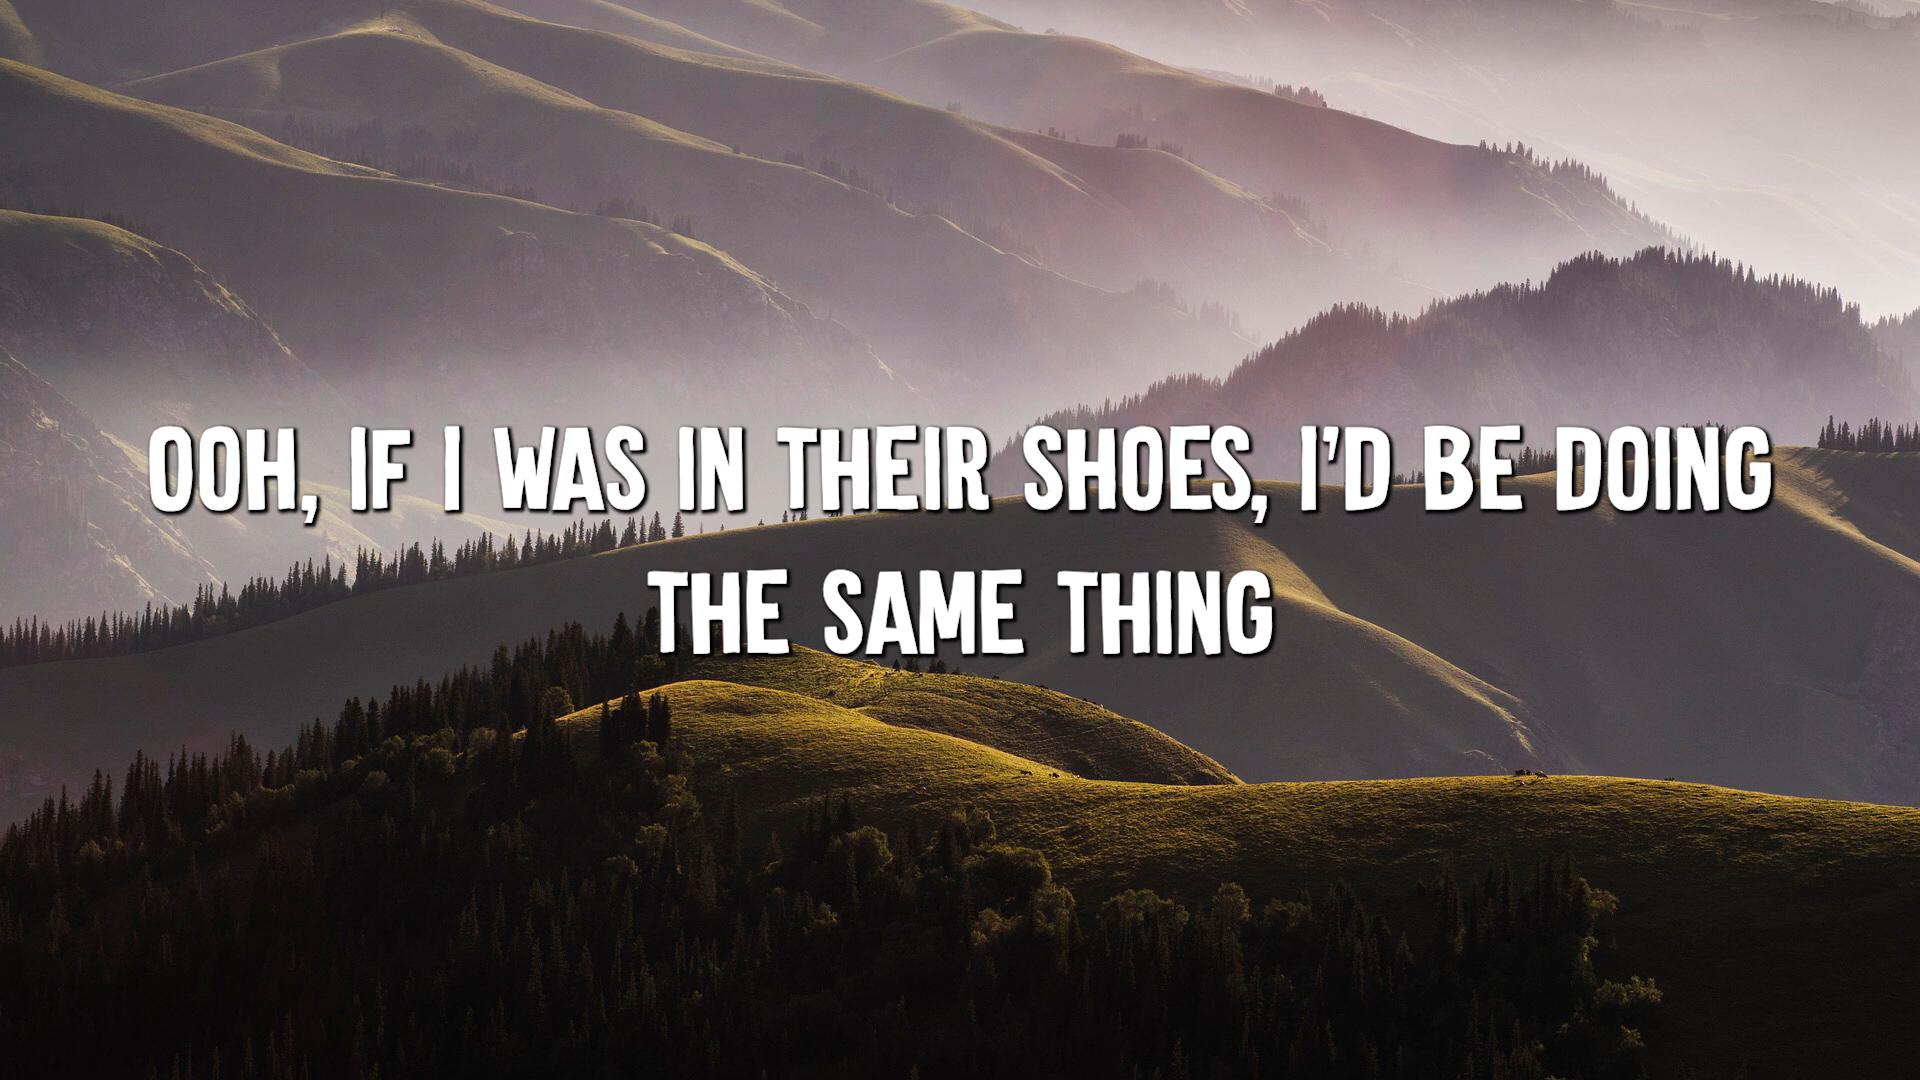 OOH, IF I WAS IN THEIR SHOES, I'D BE DOING
THE SAME THING